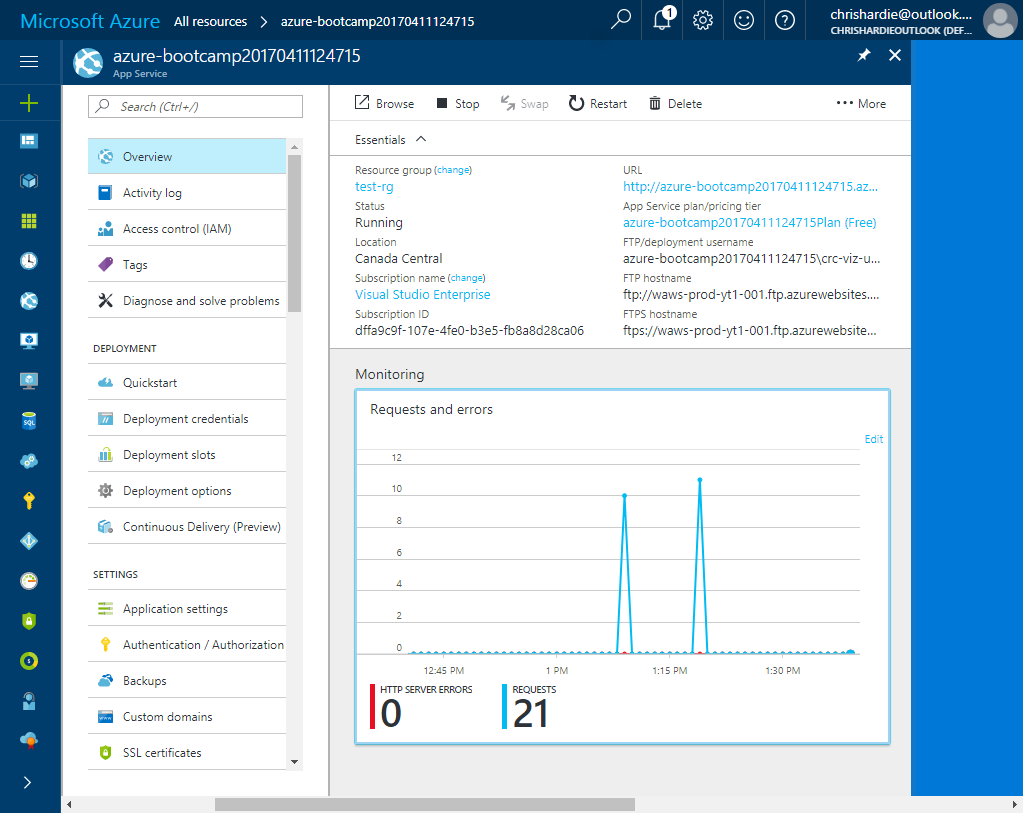 Microsoft Azure All resources > azure-bootcamp20170411124715
1
chrishardie@outlook....
CHRISHARDIEOUTLOOK (DEF...
azure-bootcamp20170411124715
App Service
Search (Ctrl+/)
Overview
Activity log
Access control (IAM)
Tags
Diagnose and solve problems
DEPLOYMENT
Quickstart
Deployment credentials
Deployment slots
Deployment options
Continuous Delivery (Preview)
SETTINGS
Application settings
Authentication / Authorization
Backups
Custom domains
SSL certificates
Browse Stop Swap Restart Delete ··· More
Essentials
Resource group (change)
test-rg
Status
Running
Location
Canada Central
Subscription name (change)
Visual Studio Enterprise
Subscription ID
dffa9c9f-107e-4fe0-b3e5-fb8a8d28ca06
URL
http://azure-bootcamp20170411124715.az...
App Service plan/pricing tier
azure-bootcamp20170411124715Plan (Free)
FTP/deployment username
azure-bootcamp20170411124715\crc-viz-u...
FTP hostname
ftp://waws-prod-yt1-001.ftp.azurewebsites....
FTPS hostname
ftps://waws-prod-yt1-001.ftp.azurewebsite...
Monitoring
Requests and errors
Edit
12
10
8
6
4
2
0
12:45 PM 1 PM 1:15 PM 1:30 PM
HTTP SERVER ERRORS
0
REQUESTS
21
SQL
www